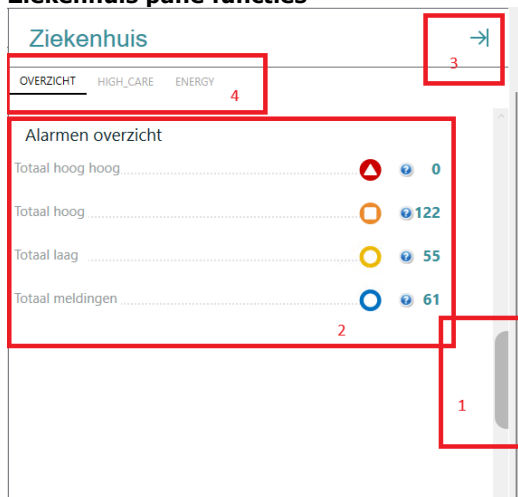 Ziekenhuis pane functies
Ziekenhuis
3
OVERZICHT HIGH_CARE ENERGY
4
Alarmen overzicht
Totaal hoog hoog ? 0
Totaal hoog ? 122
Totaal laag ? 55
Totaal meldingen ? 61
2
1